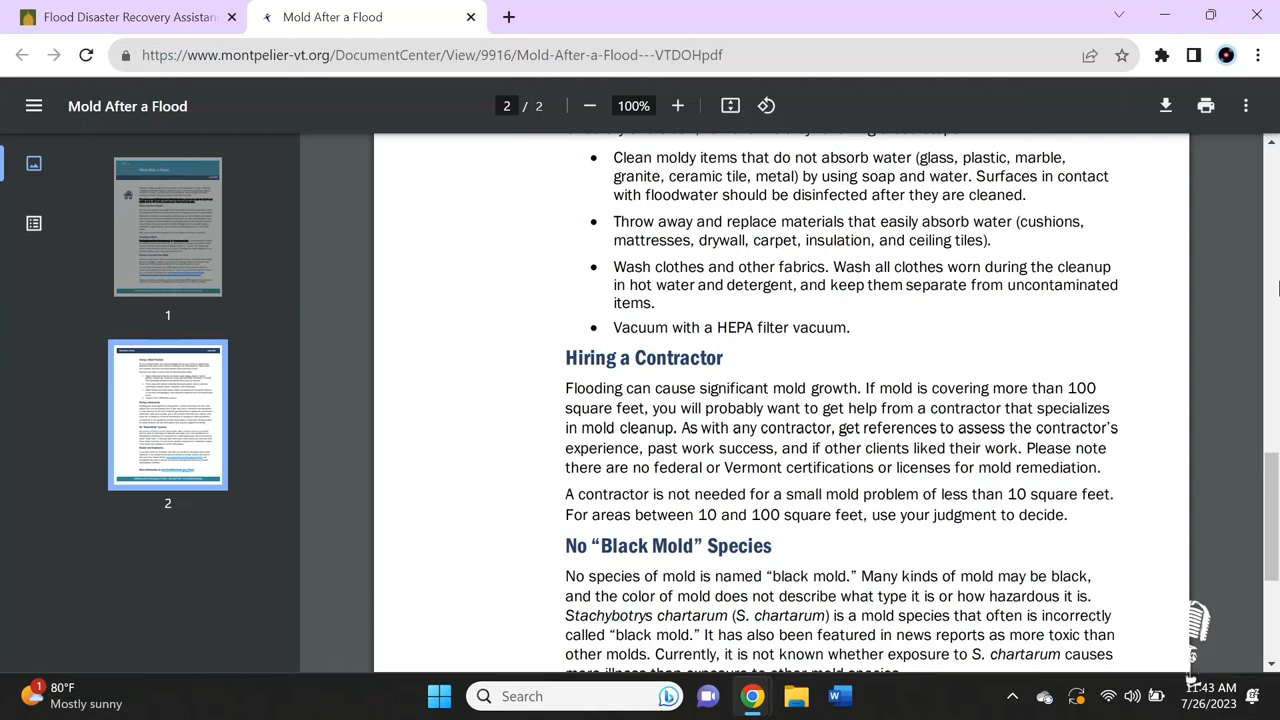 Flood Disaster Recovery Assistan
Mold After a Flood
https://www.montpelier-vt.org/DocumentCenter/View/9916/Mold-After-a-Flood---VTDOHpdf
Mold After a Flood
2 / 2
100%
Clean moldy items that do not absorb water (glass, plastic, marble,
granite, ceramic tile, metal) by using soap and water. Surfaces in contact
with floodwater should be disinfected after they are cleaned.
Throw away and replace materials that easily absorb water (cushions,
mattresses, drywall, carpet, insulation, and ceiling tiles).
Wash clothes and other fabrics. Wash all clothes worn during the cleanup
in hot water and detergent, and keep them separate from uncontaminated
items.
Vacuum with a HEPA filter vacuum.
Hiring a Contractor
Flooding can cause significant mold growth. If mold is covering more than 100
square feet, you will probably want to get help from a contractor that specializes
in mold cleanup. As with any contractor, get references to assess the contractor’s
experience, past work success, and if other clients liked their work. Please note
there are no federal or Vermont certifications or licenses for mold remediation.
A contractor is not needed for a small mold problem of less than 10 square feet.
For areas between 10 and 100 square feet, use your judgment to decide.
No “Black Mold” Species
No species of mold is named “black mold.” Many kinds of mold may be black,
and the color of mold does not describe what type it is or how hazardous it is.
Stachybotrys chartarum (S. chartarum) is a mold species that often is incorrectly
called “black mold.” It has also been featured in news reports as more toxic than
other molds. Currently, it is not known whether exposure to S. chartarum causes
more illness than exposure to other mold species.
1
2
1
80°F
Mostly sunny
Search
11:43 AM
7/26/2023